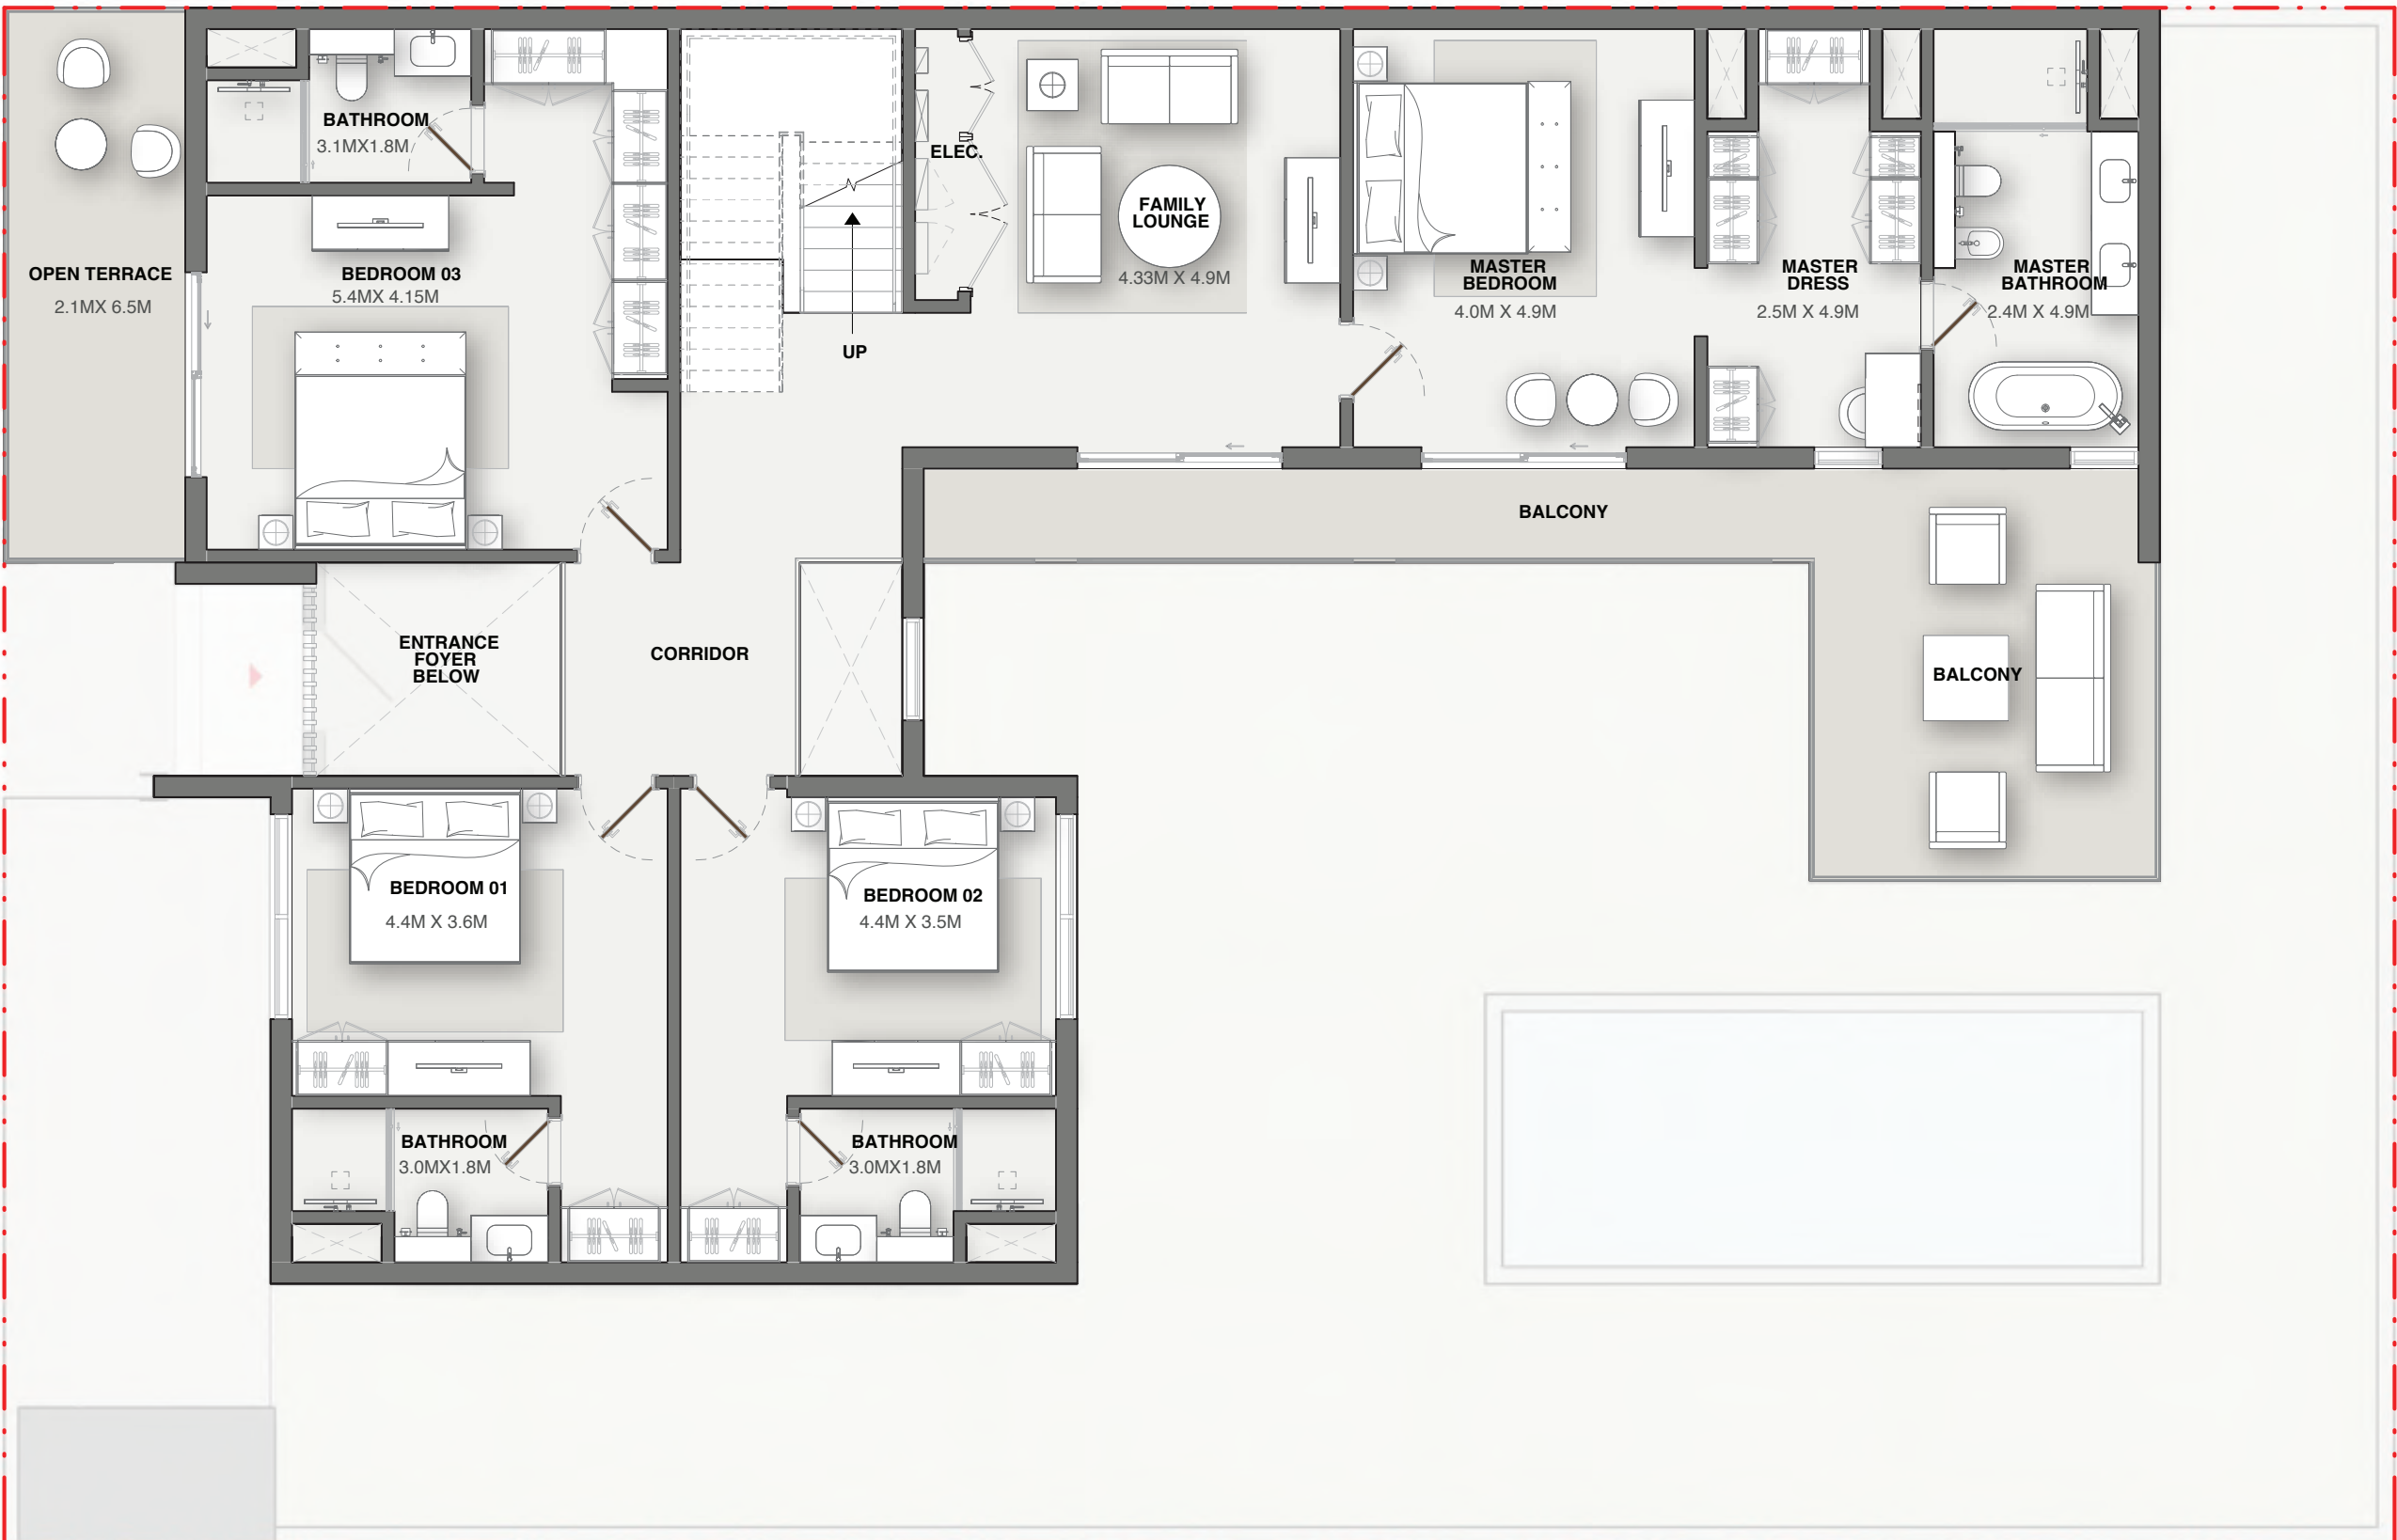 BATHROOM
3.1MX1.8M
ELEC.
FAMILY
LOUNGE
4.33M X 4.9M
OPEN TERRACE
2.1MX 6.5M
BEDROOM 03
5.4MX 4.15M
UP
MASTER
BEDROOM
4.0M X 4.9M
MASTER
DRESS
2.5M X 4.9M
MASTER
BATHROOM
2.4M X 4.9M
BALCONY
ENTRANCE
FOYER
BELOW
CORRIDOR
BALCONY
BEDROOM 01
4.4M X 3.6M
BEDROOM 02
4.4M X 3.5M
BATHROOM
3.0MX1.8M
BATHROOM
3.0MX1.8M